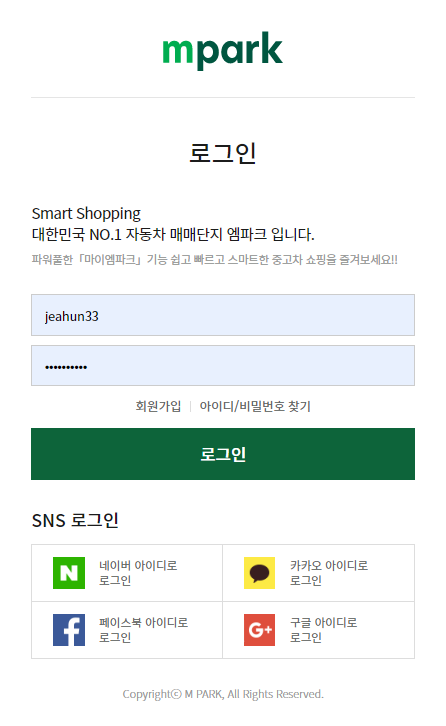 mpark
로그인
Smart Shopping
대한민국 NO.1 자동차 매매단지 엠파크 입니다.
파워풀한「마이엠파크」기능 쉽고 빠르고 스마트한 중고차 쇼핑을 즐겨보세요!!
jeahun33
••••••••••
회원가입 | 아이디/비밀번호 찾기
로그인
SNS 로그인
N 네이버 아이디로
로그인
카카오 아이디로
로그인
f 페이스북 아이디로
로그인
G+ 구글 아이디로
로그인
Copyrightⓒ M PARK, All Rights Reserved.